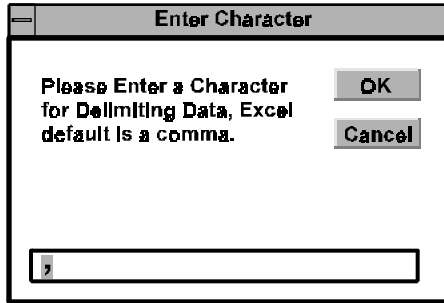 Enter Character
Please Enter a Character
for Delimiting Data, Excel
default is a comma.
OK
Cancel
,